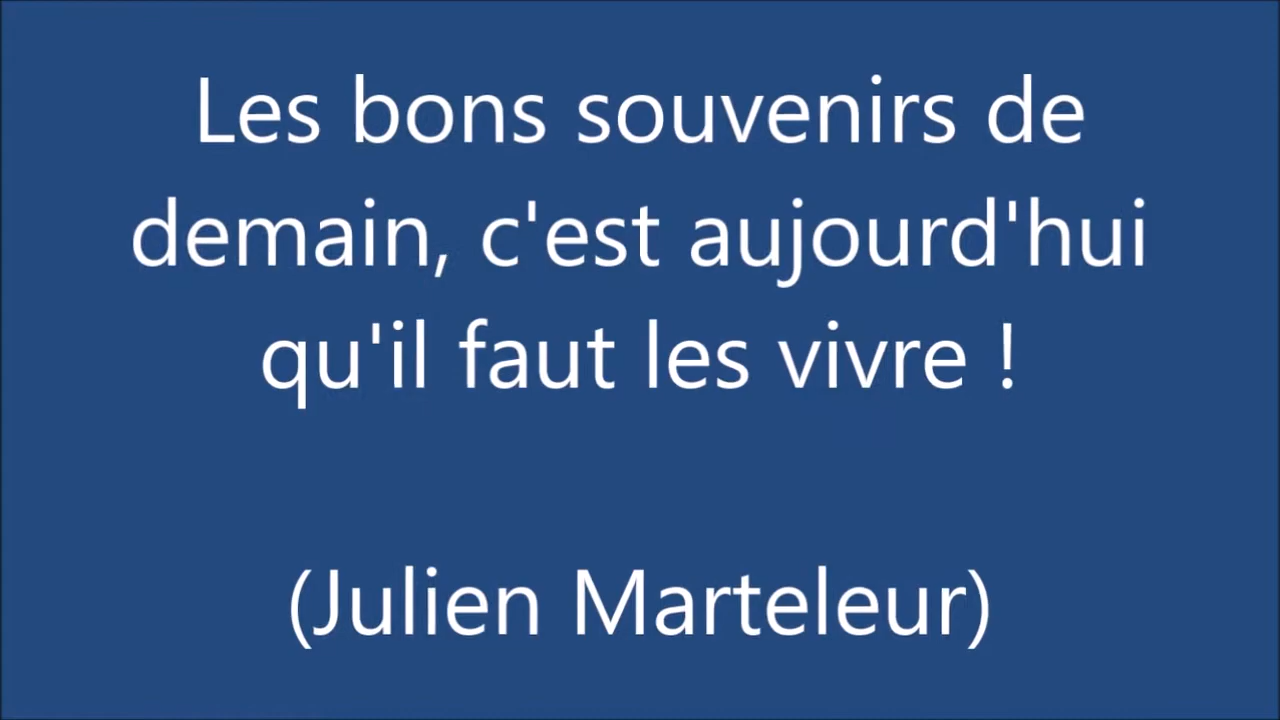 Les bons souvenirs de
demain, c'est aujourd'hui
qu'il faut les vivre !
(Julien Marteleur)